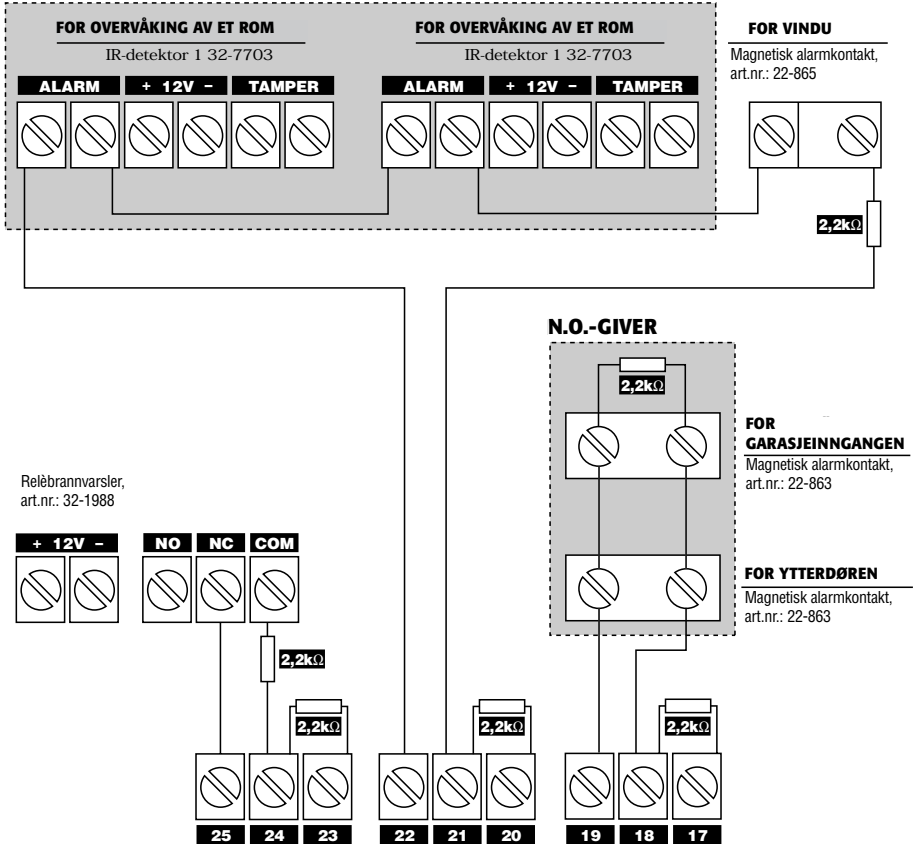 FOR OVERVÅKING AV ET ROM
IR-detektor 1 32-7703
ALARM + 12V – TAMPER
FOR OVERVÅKING AV ET ROM
IR-detektor 1 32-7703
ALARM + 12V – TAMPER
FOR VINDU
Magnetisk alarmkontakt,
art.nr.: 22-865
2,2kΩ
N.O.-GIVER
2,2kΩ
FOR
GARASJEINNGANGEN
Magnetisk alarmkontakt,
art.nr.: 22-863
Relèbrannvarsler,
art.nr.: 32-1988
+ 12V – NO NC COM
FOR YTTERDØREN
Magnetisk alarmkontakt,
art.nr.: 22-863
2,2kΩ
2,2kΩ
2,2kΩ
2,2kΩ
25 24 23 22 21 20 19 18 17